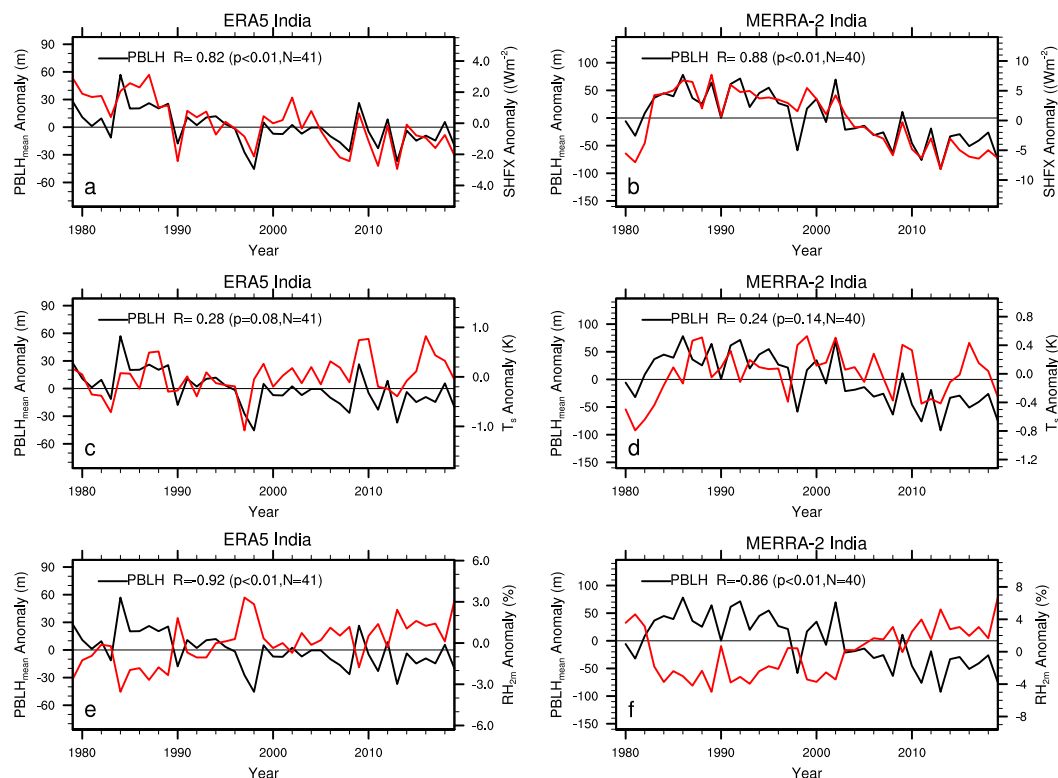 ERA5 India
PBLH R= 0.82 (p<0.01,N=41)
PBLHmean Anomaly (m)
90
60
30
0
-30
-60
4.0
2.0
0.0
-2.0
-4.0
SHFX Anomaly ((Wm-2)
a
1980
1990
2000
2010
Year
MERRA-2 India
PBLH R= 0.88 (p<0.01,N=40)
PBLHmean Anomaly (m)
100
50
0
-50
-100
-150
10
5
0
-5
-10
SHFX Anomaly ((Wm-2)
b
1980
1990
2000
2010
Year
ERA5 India
PBLH R= 0.28 (p=0.08,N=41)
PBLHmean Anomaly (m)
90
60
30
0
-30
-60
1.0
0.0
-1.0
Ts Anomaly (K)
c
1980
1990
2000
2010
Year
MERRA-2 India
PBLH R= 0.24 (p=0.14,N=40)
PBLHmean Anomaly (m)
100
50
0
-50
-100
-150
0.8
0.4
0.0
-0.4
-0.8
-1.2
Ts Anomaly (K)
d
1980
1990
2000
2010
Year
ERA5 India
PBLH R=-0.92 (p<0.01,N=41)
PBLHmean Anomaly (m)
90
60
30
0
-30
-60
6.0
3.0
0.0
-3.0
-6.0
RH2m Anomaly (%)
e
1980
1990
2000
2010
Year
MERRA-2 India
PBLH R=-0.86 (p<0.01,N=40)
PBLHmean Anomaly (m)
100
50
0
-50
-100
-150
8
4
0
-4
-8
RH2m Anomaly (%)
f
1980
1990
2000
2010
Year